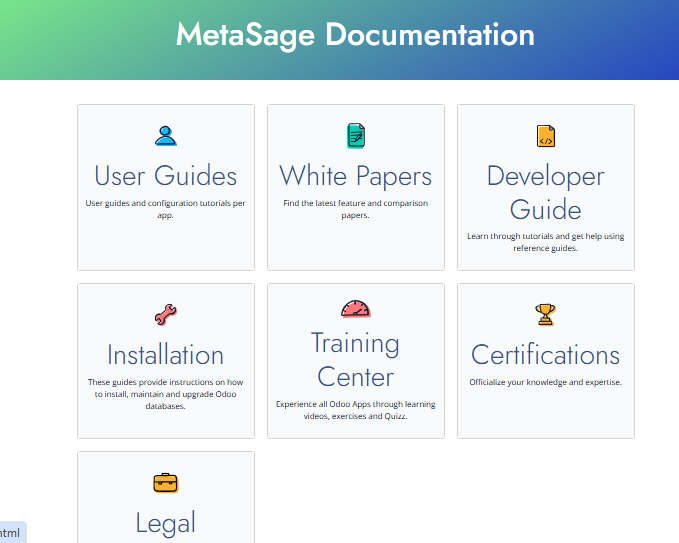 MetaSage Documentation
User Guides
User guides and configuration tutorials per
app.
White Papers
Find the latest feature and comparison
papers.
Developer
Guide
Learn through tutorials and get help using
reference guides.
Installation
These guides provide instructions on how
to install, maintain and upgrade Odoo
databases.
Training
Center
Experience all Odoo Apps through learning
videos, exercises and Quizz.
Certifications
Officialize your knowledge and expertise.
Legal
html